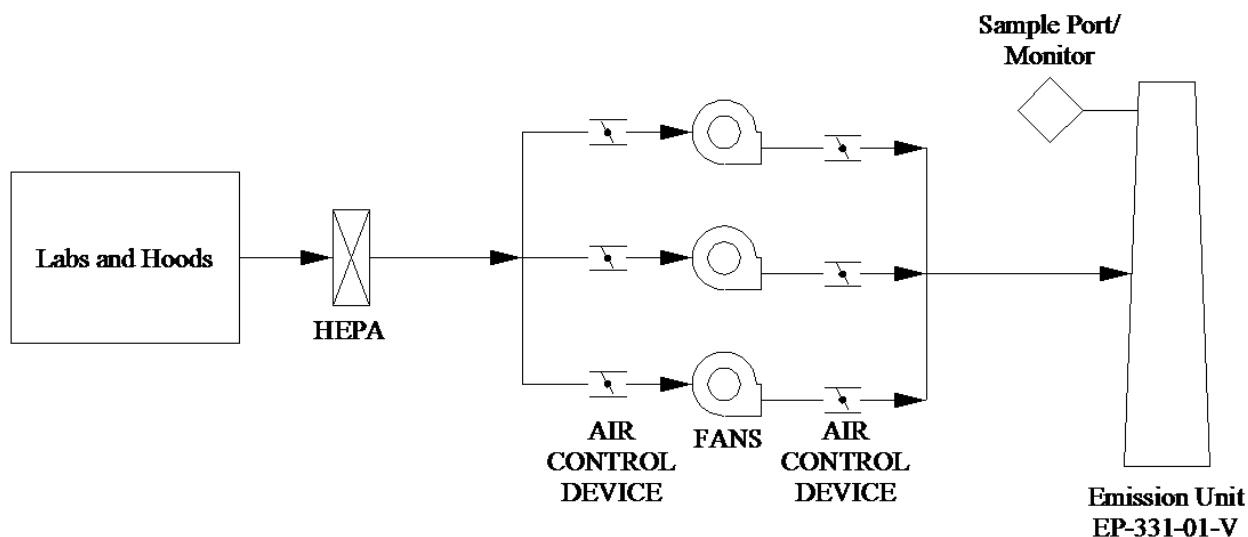 Sample Port/
Monitor
Labs and Hoods
HEPA
AIR
CONTROL
DEVICE
FANS
AIR
CONTROL
DEVICE
Emission Unit
EP-331-01-V